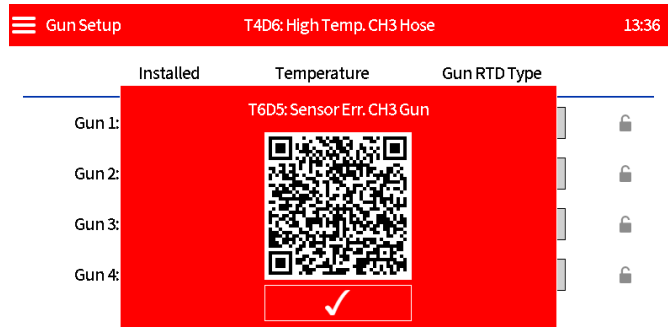 Gun Setup T4D6: High Temp. CH3 Hose 13:36
Installed Temperature Gun RTD Type
T6D5: Sensor Err. CH3 Gun
Gun 1:
Gun 2:
Gun 3:
Gun 4: